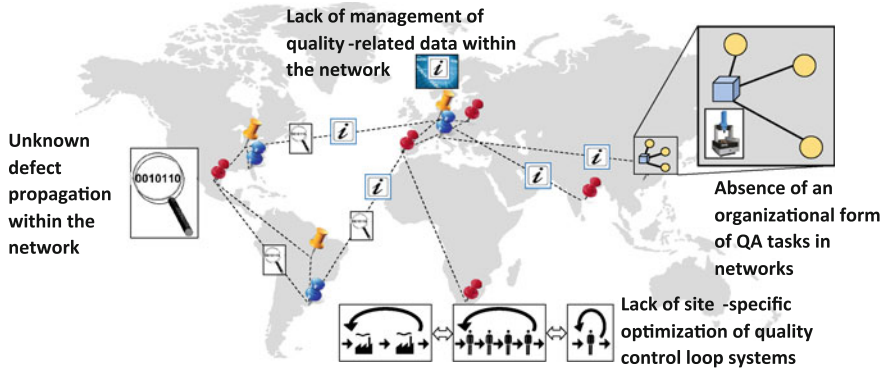 Lack of management of
quality -related data within
the network
i
Unknown
defect
propagation
within the
network
0010110
i
i
i
i
Absence of an
organizational form
of QA tasks in
networks
Lack of site -specific
optimization of quality
control loop systems